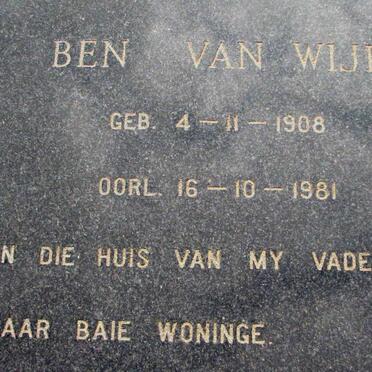 BEN VAN WIJ
GEB. 4-11-1908
OORL. 16-10-1981
N DIE HUIS VAN MY VADE
AAR BAIE WONINGE.